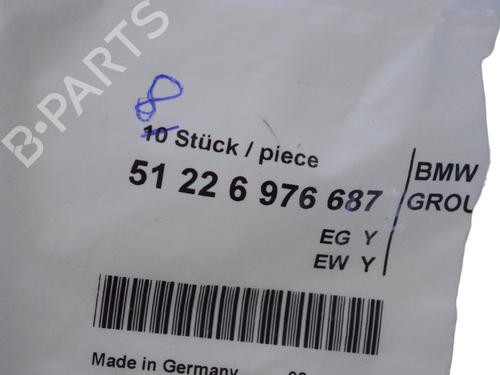 B-PARTS
8
10 Stück / piece
51 22 6 976 687
BMW
GROU
EG Y
EW Y
Made in Germany